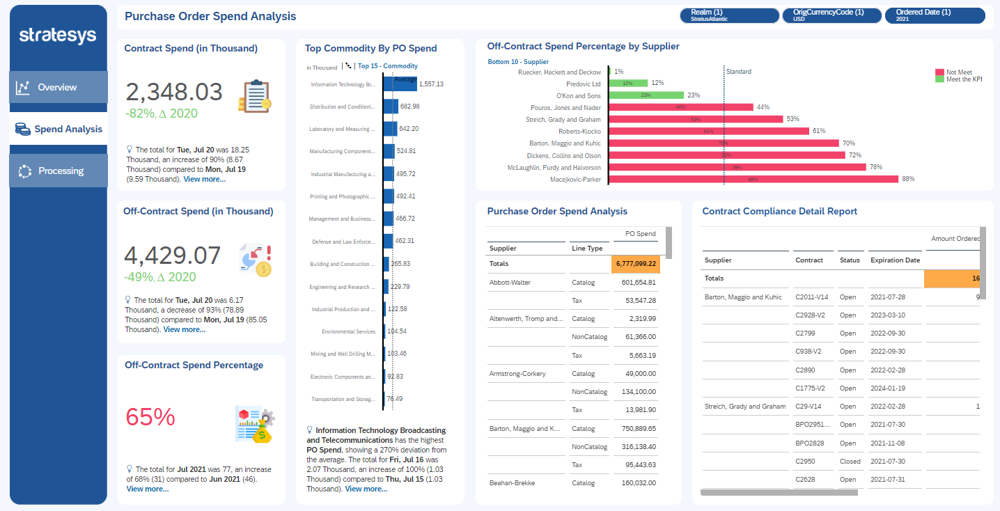 stratesys
Overview
Spend Analysis
Processing
Purchase Order Spend Analysis
Realm (1)
StratusAtlantic
OrigCurrencyCode (1)
USD
Ordered Date (1)
2021
Contract Spend (in Thousand)
2,348.03
-82%, Δ 2020
The total for Tue, Jul 20 was 18.25
Thousand, an increase of 90% (8.67
Thousand) compared to Mon, Jul 19
(9.59 Thousand). View more...
Off-Contract Spend (in Thousand)
4,429.07
-49%, Δ 2020
The total for Tue, Jul 20 was 6.17
Thousand, a decrease of 93% (78.89
Thousand) compared to Mon, Jul 19 (85.05
Thousand). View more...
Off-Contract Spend Percentage
65%
The total for Jul 2021 was 77, an increase
of 68% (31) compared to Jun 2021 (46).
View more...
Top Commodity By PO Spend
in Thousand | | Top 15 - Commodity
Average
Information Technology Br... 1,557.13
Distribution and Conditioni... 682.98
Laboratory and Measuring ... 642.20
Manufacturing Component... 524.81
Industrial Manufacturing a... 495.72
Printing and Photographic ... 492.41
Management and Business... 466.72
Defense and Law Enforce... 462.31
Building and Construction ... 265.83
Engineering and Research ... 229.79
Industrial Production and ... 122.58
Environmental Services 104.54
Mining and Well Drilling M... 103.46
Electronic Components an... 92.83
Transportation and Storag... 76.49
Information Technology Broadcasting
and Telecommunications has the highest
PO Spend, showing a 270% deviation from
the average. The total for Fri, Jul 16 was
2.07 Thousand, an increase of 100% (1.03
Thousand) compared to Thu, Jul 15 (1.03
Thousand). View more...
Off-Contract Spend Percentage by Supplier
Bottom 10 - Supplier
Standard
Not Meet
Meet the KPI
Ruecker, Hackett and Deckow 1%
Predovic Ltd 12% 12%
O'Kon and Sons 23% 23%
Pouros, Jones and Nader 44% 44%
Streich, Grady and Graham 53% 53%
Roberts-Klocko 61% 61%
Barton, Maggio and Kuhic 70% 70%
Dickens, Collins and Olson 72% 72%
McLaughlin, Purdy and Halvorson 78% 78%
Macejkovic-Parker 88% 88%
Purchase Order Spend Analysis
PO Spend
Supplier Line Type
Totals 6,777,099.22
Abbott-Walter Catalog 601,654.81
Tax 53,547.28
Altenwerth, Tromp and... Catalog 2,319.99
NonCatalog 61,366.00
Tax 5,663.19
Armstrong-Corkery Catalog 49,000.00
NonCatalog 134,100.00
Tax 13,981.90
Barton, Maggio and K... Catalog 750,889.65
NonCatalog 316,138.40
Tax 95,443.63
Beahan-Brekke Catalog 160,032.00
Contract Compliance Detail Report
Amount Ordered
Supplier Contract Status Expiration Date
Totals 16
Barton, Maggio and Kuhic C2011-V14 Open 2021-07-28 9
C2928-V2 Open 2023-03-10
C2799 Open 2022-09-30
C938-V2 Open 2022-09-30
C2890 Open 2022-02-28
C1775-V2 Open 2024-01-19
Streich, Grady and Graham C29-V14 Open 2022-02-28 1
BPO2951... Open 2021-07-30
BPO2828 Open 2021-11-08
C2950 Closed 2021-07-30
C2628 Open 2021-07-31